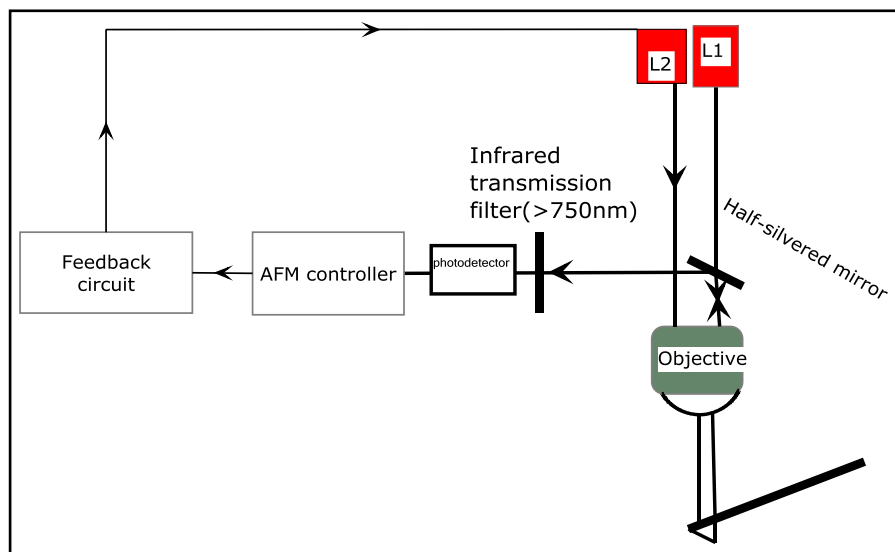 L2
L1
Infrared
transmission
filter(>750nm)
Half-silvered mirror
Feedback
circuit
AFM controller
photodetector
Objective